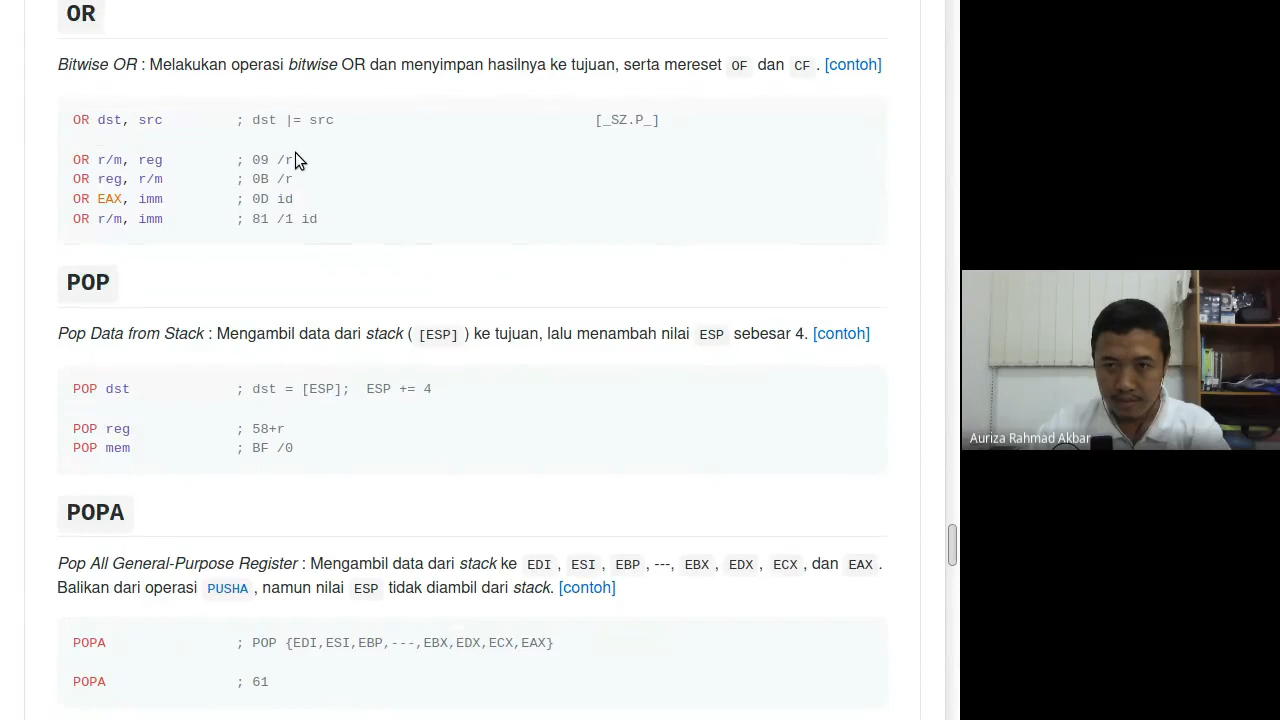 OR
Bitwise OR : Melakukan operasi bitwise OR dan menyimpan hasilnya ke tujuan, serta mereset OF dan CF . [contoh]
OR dst, src ; dst |= src [_SZ.P_]
OR r/m, reg ; 09 /r
OR reg, r/m ; 0B /r
OR EAX, imm ; 0D id
OR r/m, imm ; 81 /1 id
POP
Pop Data from Stack : Mengambil data dari stack ( [ESP] ) ke tujuan, lalu menambah nilai ESP sebesar 4. [contoh]
POP dst ; dst = [ESP]; ESP += 4
POP reg ; 58+r
POP mem ; BF /0
POPA
Pop All General-Purpose Register : Mengambil data dari stack ke EDI , ESI , EBP , ---, EBX , EDX , ECX , dan EAX .
Balikan dari operasi PUSHA , namun nilai ESP tidak diambil dari stack. [contoh]
POPA ; POP {EDI,ESI,EBP,---,EBX,EDX,ECX,EAX}
POPA ; 61
Auriza Rahmad Akbar